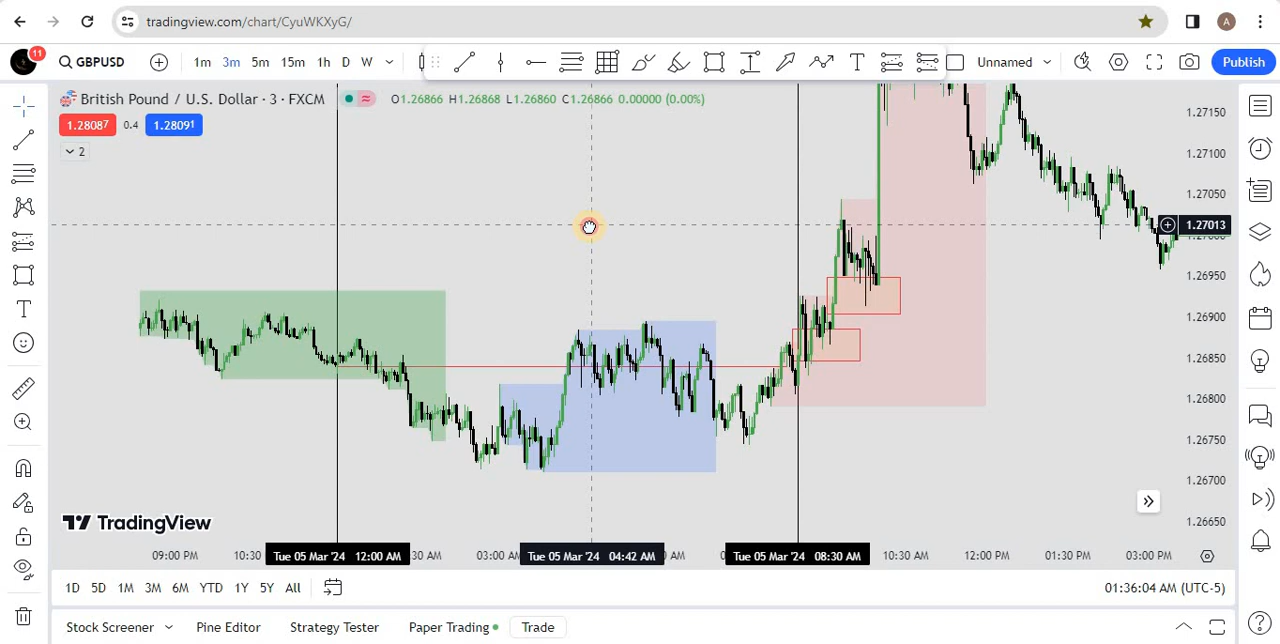 tradingview.com/chart/CyuWKXyG/
A
11
GBPUSD
1m 3m 5m 15m 1h D W
Unnamed
Publish
British Pound / U.S. Dollar · 3 · FXCM
O1.26866 H1.26868 L1.26860 C1.26866 0.00000 (0.00%)
1.28087 0.4 1.28091
2
1.27150
1.27100
1.27050
1.27013
1.26950
1.26900
1.26850
1.26800
1.26750
1.26700
1.26650
TradingView
09:00 PM 10:30 Tue 05 Mar '24 12:00 AM 30 AM 03:00 AM Tue 05 Mar '24 04:42 AM AM Tue 05 Mar '24 08:30 AM 10:30 AM 12:00 PM 01:30 PM 03:00 PM
1D 5D 1M 3M 6M YTD 1Y 5Y All
01:36:04 AM (UTC-5)
Stock Screener Pine Editor Strategy Tester Paper Trading Trade